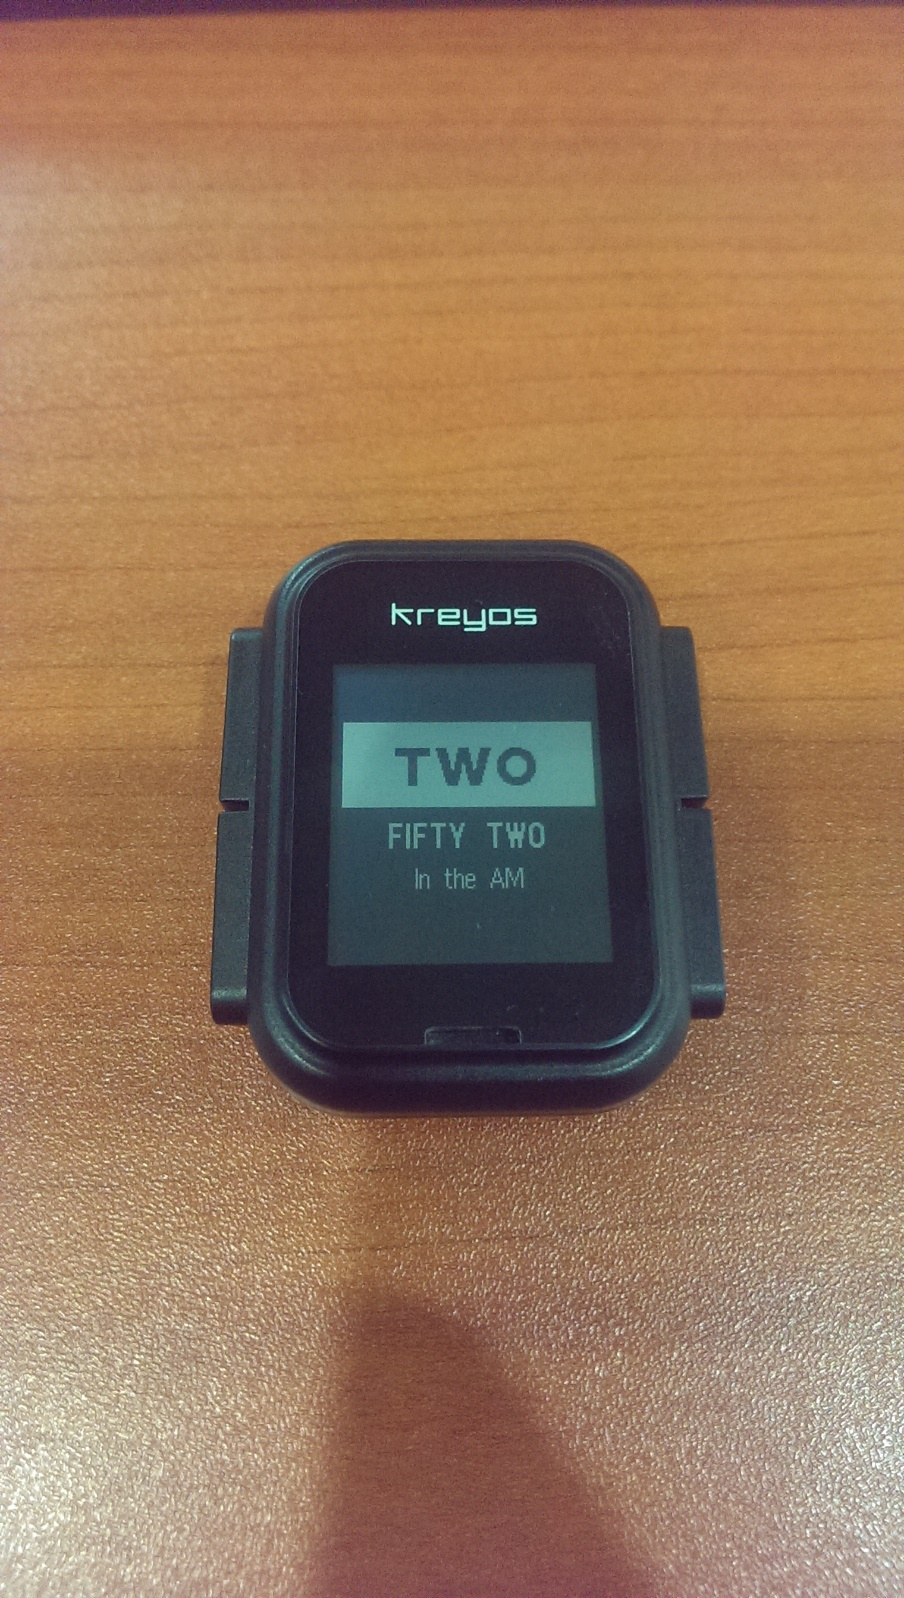 kreyos
TWO
FIFTY TWO
In the AM